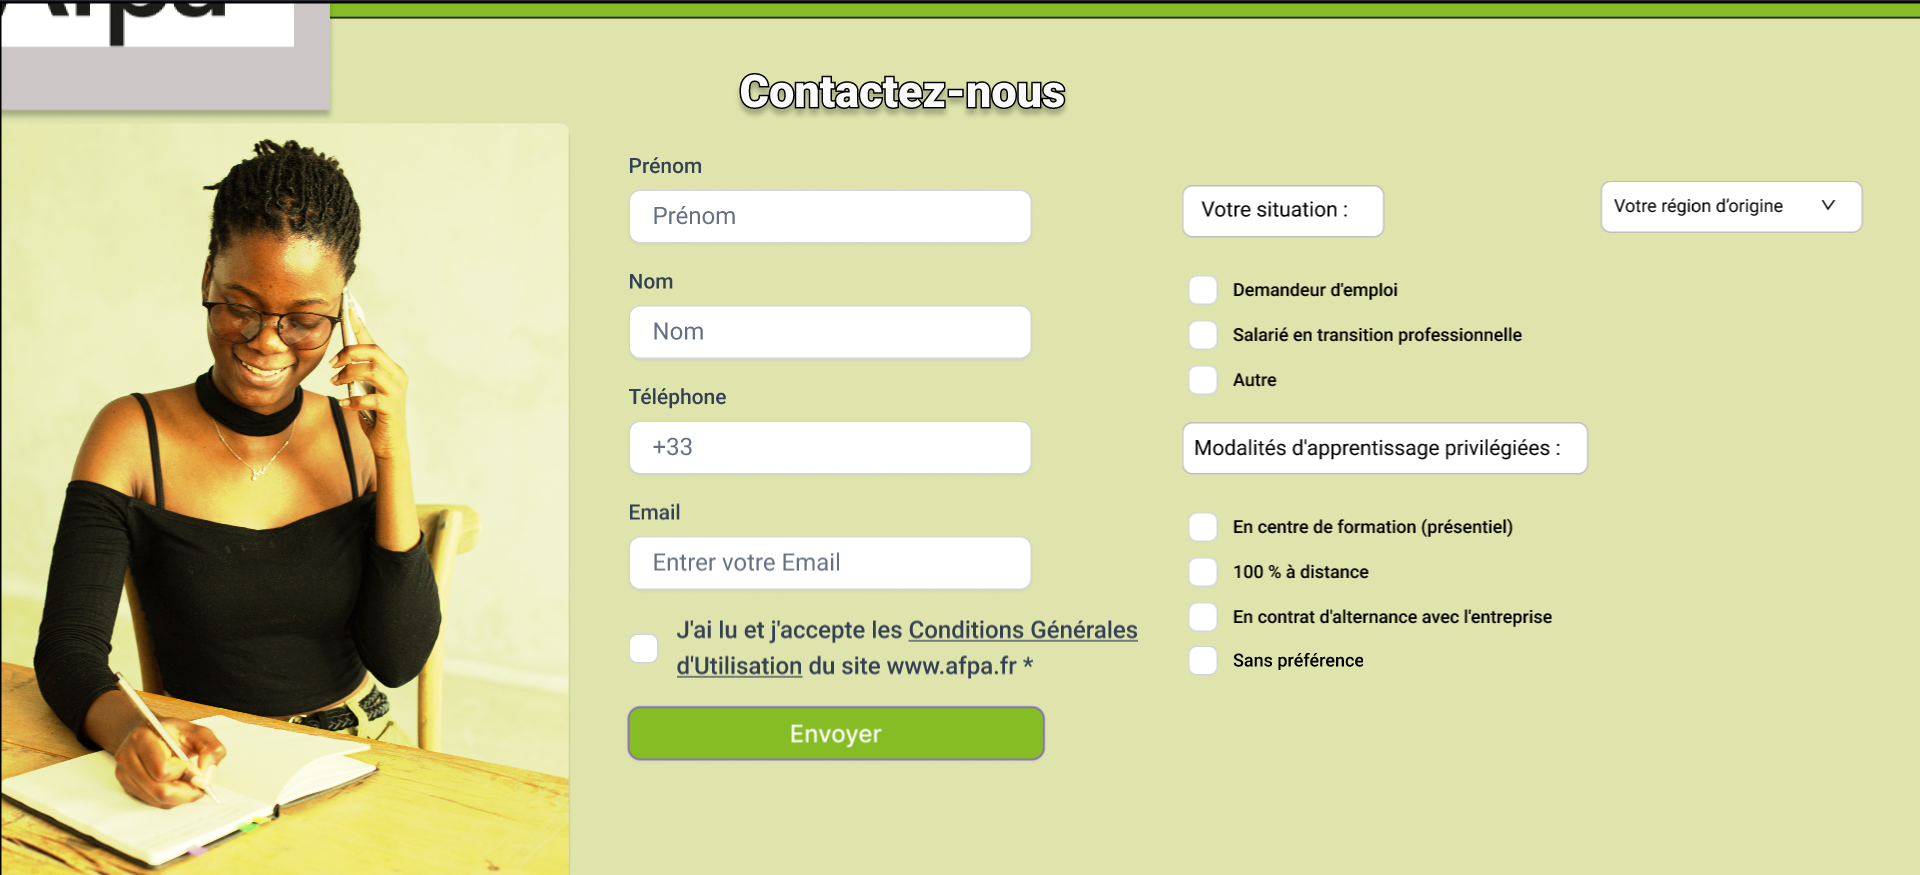 Afpa
Contactez-nous
Prénom
Prénom
Nom
Nom
Téléphone
+33
Email
Entrer votre Email
J'ai lu et j'accepte les Conditions Générales
d'Utilisation du site www.afpa.fr *
Envoyer
Votre situation :
Demandeur d'emploi
Salarié en transition professionnelle
Autre
Modalités d'apprentissage privilégiées :
En centre de formation (présentiel)
100 % à distance
En contrat d'alternance avec l'entreprise
Sans préférence
Votre région d’origine